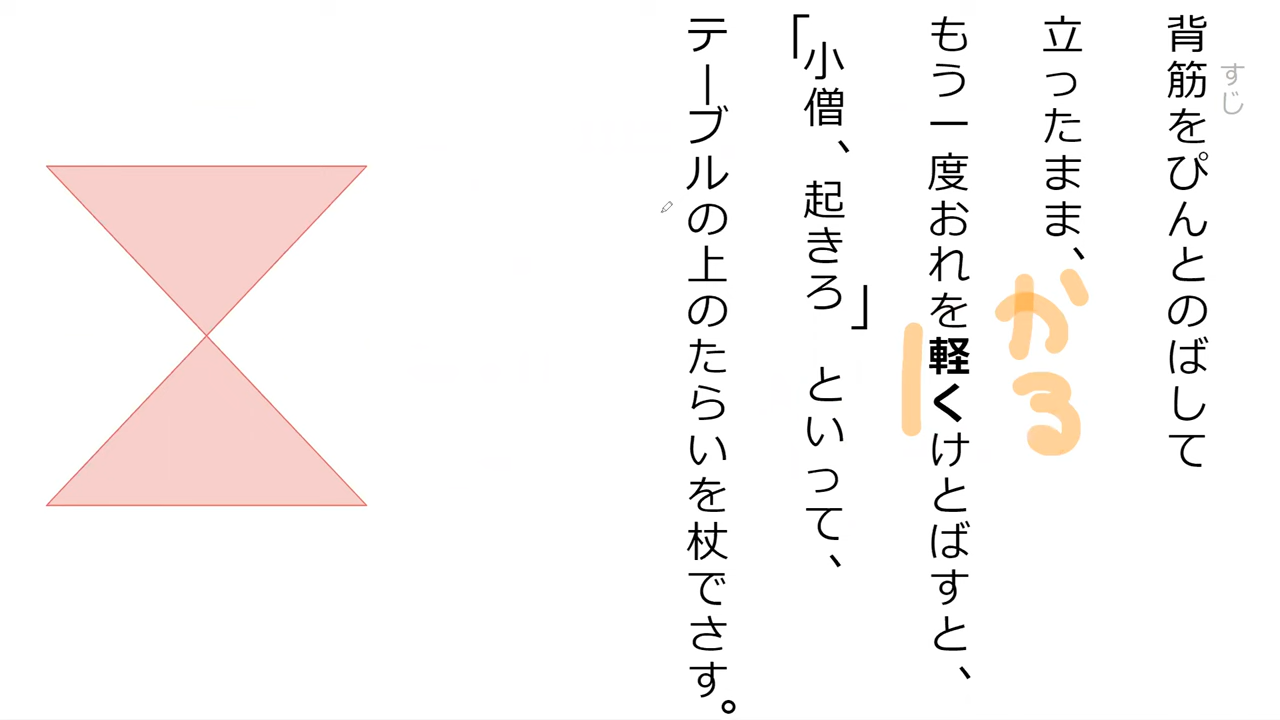 背筋をぴんとのばして
すじ
立ったまま、
かる
もう一度おれを軽くけとばすと、
「小僧、起きろ」といって、
テーブルの上のたらいを杖でさす。